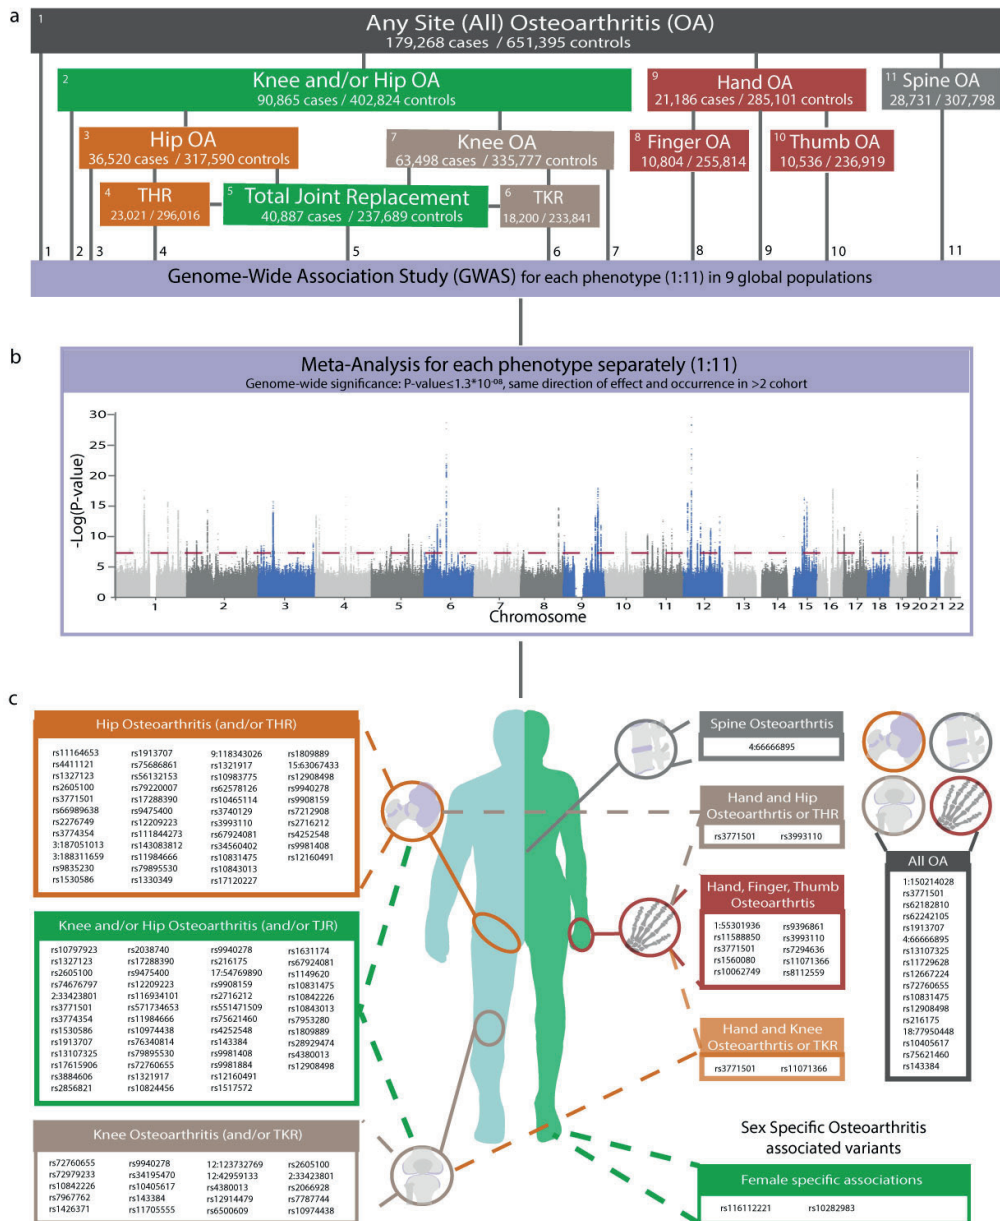 a
1
Any Site (All) Osteoarthritis (OA)
179,268 cases / 651,395 controls
2
Knee and/or Hip OA
90,865 cases / 402,824 controls
9
Hand OA
21,186 cases / 285,101 controls
11
Spine OA
28,731 / 307,798
3
Hip OA
36,520 cases / 317,590 controls
7
Knee OA
63,498 cases / 335,777 controls
8
Finger OA
10,804 / 255,814
10
Thumb OA
10,536 / 236,919
4
THR
23,021 / 296,016
5
Total Joint Replacement
40,887 cases / 237,689 controls
6
TKR
18,200 / 233,841
1 2 3 4 5 6 7 8 9 10 11
Genome-Wide Association Study (GWAS) for each phenotype (1:11) in 9 global populations
b
Meta-Analysis for each phenotype separately (1:11)
Genome-wide significance: P-value≤1.3*10-08, same direction of effect and occurrence in >2 cohort
-Log(P-value)
30
25
20
15
10
5
0
1 2 3 4 5 6 7 8 9 10 11 12 13 14 15 16 17 18 19 20 21 22
Chromosome
c
Hip Osteoarthritis (and/or THR)
rs11164653 rs1913707 9:118343026 rs1809889
rs4411121 rs75686861 rs1321917 15:63067433
rs1327123 rs56132153 rs10983775 rs12908498
rs2605100 rs79220007 rs62578126 rs9940278
rs3771501 rs17288390 rs10465114 rs9908159
rs66989638 rs9475400 rs3740129 rs7212908
rs2276749 rs12209223 rs3993110 rs2716212
rs3774354 rs111844273 rs67924081 rs4252548
3:187051013 rs143083812 rs34560402 rs9981408
3:188311659 rs11984666 rs10831475 rs12160491
rs9835230 rs79895530 rs10843013
rs1530586 rs1330349 rs17120227
Knee and/or Hip Osteoarthritis (and/or TJR)
rs10797923 rs2038740 rs9940278 rs1631174
rs1327123 rs17288390 rs216175 rs67924081
rs2605100 rs9475400 17:54769890 rs1149620
rs74676797 rs12209223 rs9908159 rs10831475
2:33423801 rs116934101 rs2716212 rs10842226
rs3771501 rs571734653 rs551471509 rs10843013
rs3774354 rs11984666 rs75621460 rs7953280
rs1530586 rs10974438 rs4252548 rs1809889
rs1913707 rs76340814 rs143384 rs28929474
rs13107325 rs79895530 rs9981408 rs4380013
rs17615906 rs72760655 rs9981884 rs12908498
rs3884606 rs1321917 rs12160491
rs2856821 rs10824456 rs1517572
Knee Osteoarthritis (and/or TKR)
rs72760655 rs9940278 12:123732769 rs2605100
rs72979233 rs34195470 12:42959133 2:33423801
rs10842226 rs10405617 rs4380013 rs2066928
rs7967762 rs143384 rs12914479 rs7787744
rs1426371 rs11705555 rs6500609 rs10974438
Spine Osteoarthrtis
4:66666895
Hand and Hip
Osteoarthritis or THR
rs3771501 rs3993110
Hand, Finger, Thumb
Osteoarthritis
1:55301936 rs9396861
rs11588850 rs3993110
rs3771501 rs7294636
rs1560080 rs11071366
rs10062749 rs8112559
Hand and Knee
Osteoarthritis or TKR
rs3771501 rs11071366
All OA
1:150214028
rs3771501
rs62182810
rs62242105
rs1913707
4:66666895
rs13107325
rs11729628
rs12667224
rs72760655
rs10831475
rs12908498
rs216175
18:77950448
rs10405617
rs75621460
rs143384
Sex Specific Osteoarthritis
associated variants
Female specific associations
rs116112221 rs10282983